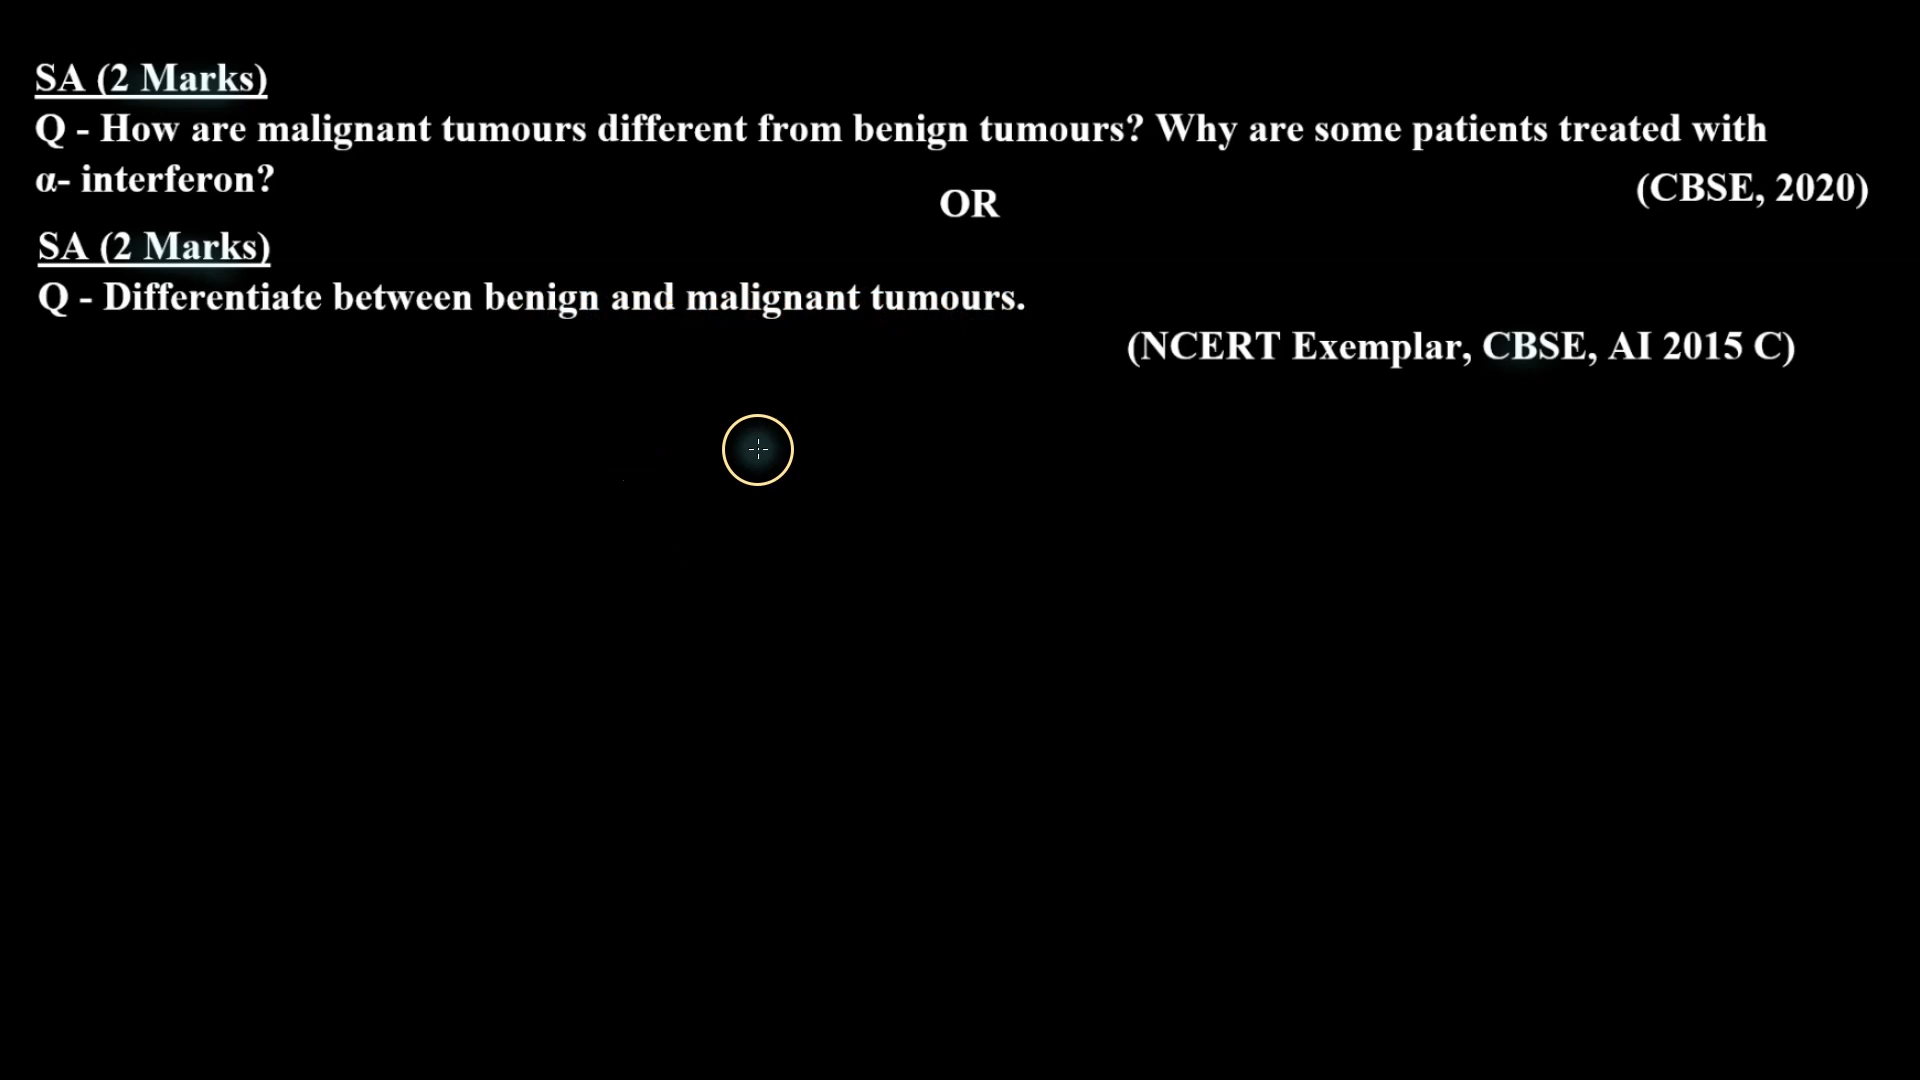 SA (2 Marks)
Q - How are malignant tumours different from benign tumours? Why are some patients treated with
α- interferon?
(CBSE, 2020)
OR
SA (2 Marks)
Q - Differentiate between benign and malignant tumours.
(NCERT Exemplar, CBSE, AI 2015 C)